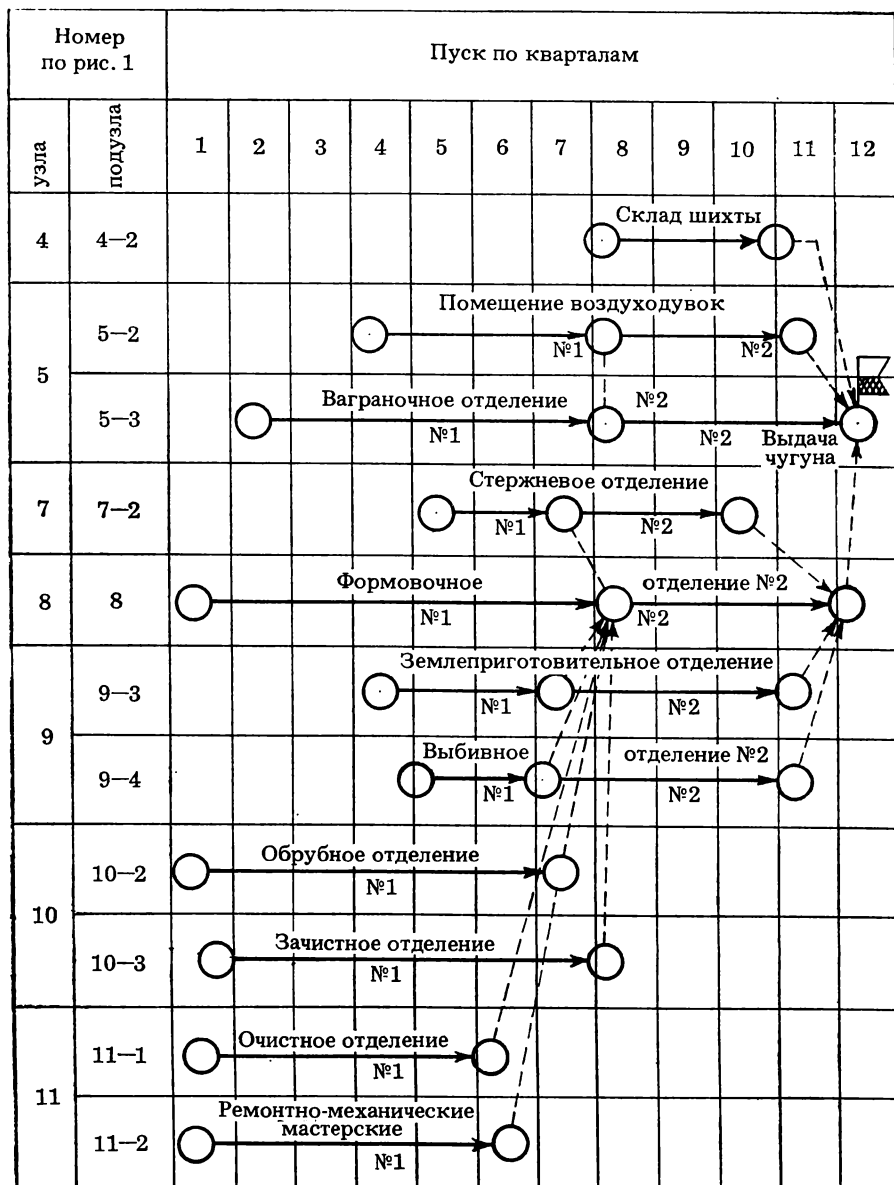 Номер
по рис. 1
Пуск по кварталам
узла
подузла
1 2 3 4 5 6 7 8 9 10 11 12
Склад шихты
4 4—2
Помещение воздуходувок
5—2
№1 №2
5
№2
Ваграночное отделение
5—3
№1 №2 Выдача
чугуна
Стержневое отделение
7 7—2
№1 №2
Формовочное отделение №2
8 8
№1 №2
Землеприготовительное отделение
9—3
№1 №2
9
Выбивное отделение №2
9—4
№1 №2
Обрубное отделение
10—2
№1
10
Зачистное отделение
10—3
№1
Очистное отделение
11—1
№1
11
Ремонтно-механические
мастерские
11—2
№1